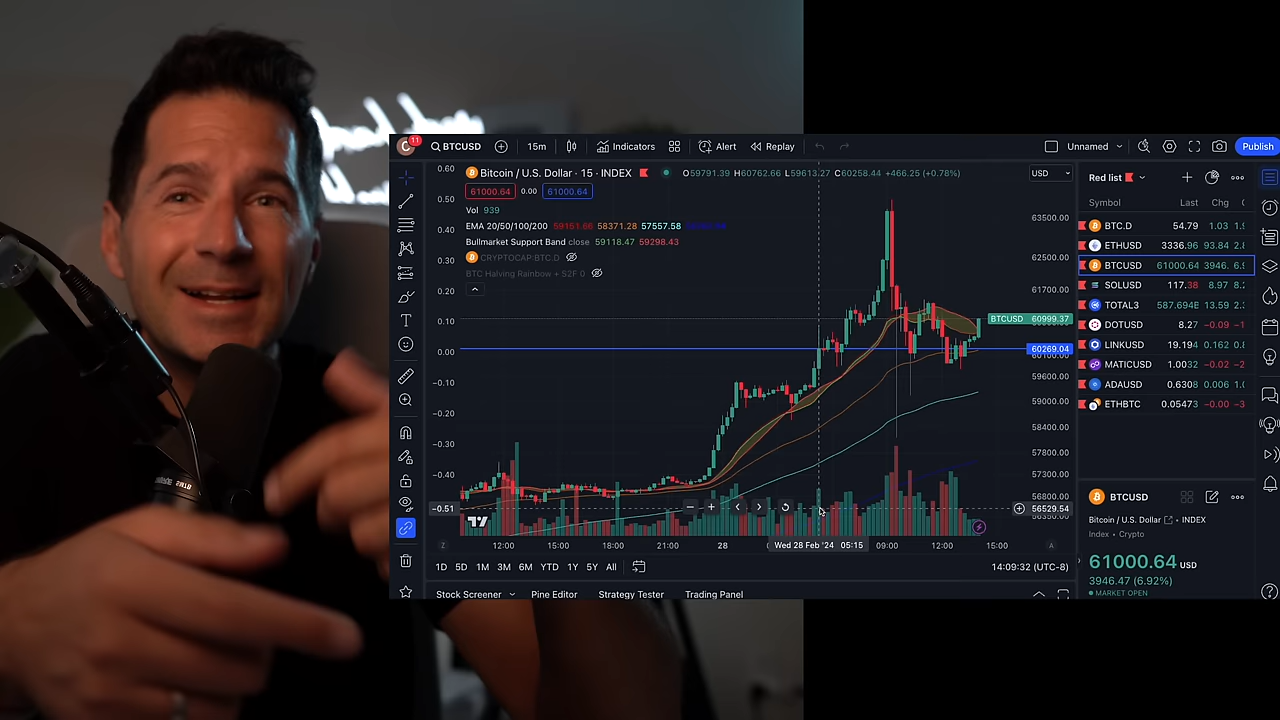 11 BTCUSD 15m Indicators Alert Replay Unnamed Publish
Bitcoin / U.S. Dollar · 15 · INDEX O59791.39 H60762.66 L59613.27 C60258.44 +466.25 (+0.78%) USD
61000.64 0.00 61000.64
Vol 939
EMA 20/50/100/200 59151.66 58371.28 57557.58
Bullmarket Support Band close 59118.47 59298.43
CRYPTOCAP:BTC.D
BTC Halving Rainbow + S2F 0
0.60
0.50
0.40
0.30
0.20
0.10
0.00
−0.10
−0.20
−0.30
−0.40
−0.51
63500.00
62500.00
61700.00
BTCUSD 60999.37
60269.04
60100.00
59600.00
59000.00
58400.00
57800.00
57300.00
56800.00
56529.54
Z 12:00 15:00 18:00 21:00 28 Wed 28 Feb '24 05:15 09:00 12:00 15:00 A
1D 5D 1M 3M 6M YTD 1Y 5Y All 14:09:32 (UTC-8)
Stock Screener Pine Editor Strategy Tester Trading Panel
Red list
Symbol Last Chg
BTC.D 54.79 1.03
ETHUSD 3336.96 93.84
BTCUSD 61000.64 3946.
SOLUSD 117.38 8.97
TOTAL3 587.694B 13.59
DOTUSD 8.27 −0.09
LINKUSD 19.194 0.162
MATICUSD 1.0032 −0.02
ADAUSD 0.6308 0.006
ETHBTC 0.05473 −0.00
BTCUSD
Bitcoin / U.S. Dollar · INDEX
Index • Crypto
61000.64 USD
3946.47 (6.92%)
MARKET OPEN